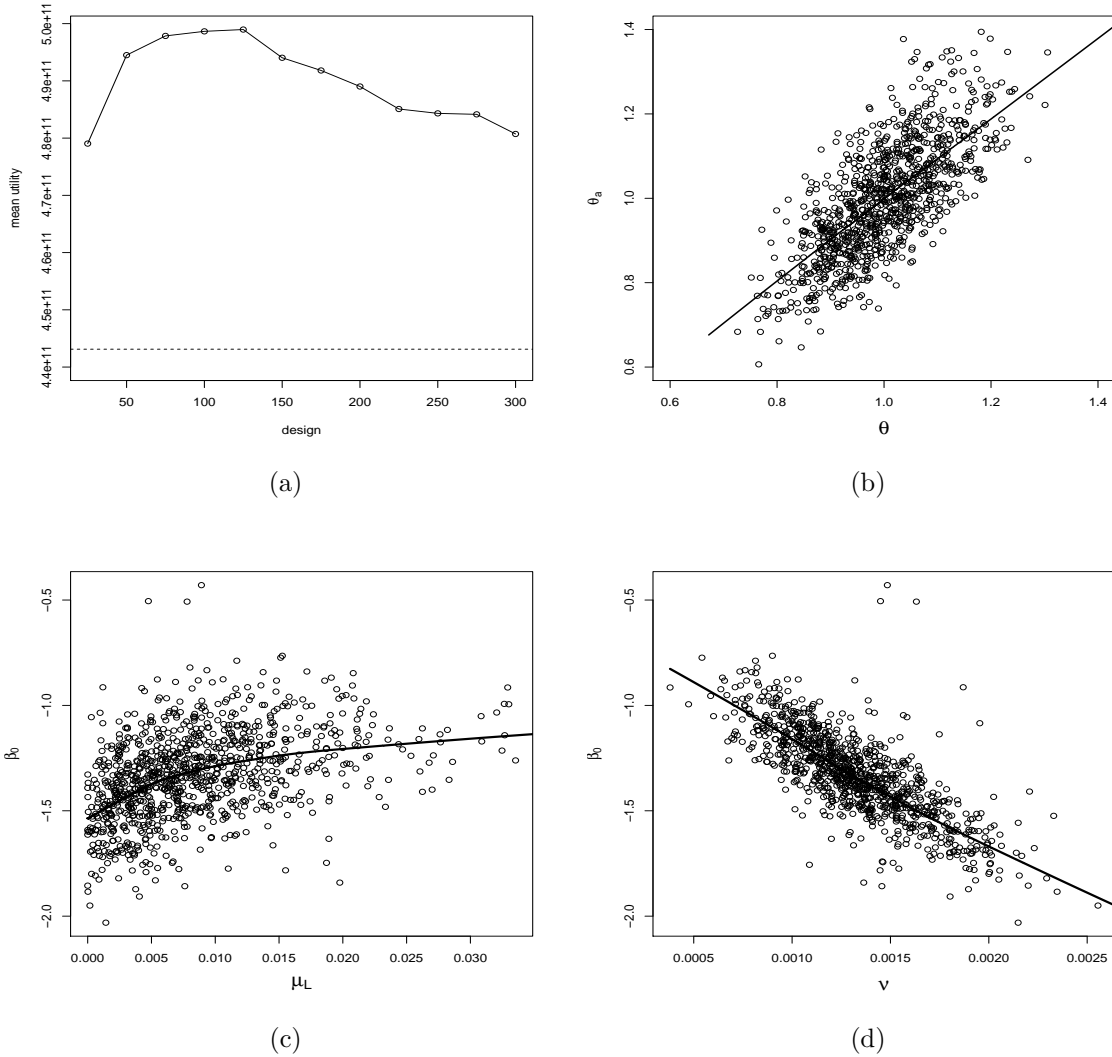 5.0e+11
4.9e+11
4.8e+11
4.7e+11
4.6e+11
4.5e+11
4.4e+11
mean utility
50 100 150 200 250 300
design
(a)
1.4
1.2
1.0
0.8
0.6
θa
0.6 0.8 1.0 1.2 1.4
θ
(b)
−0.5
−1.0
−1.5
−2.0
β0
0.000 0.005 0.010 0.015 0.020 0.025 0.030
μL
(c)
−0.5
−1.0
−1.5
−2.0
β0
0.0005 0.0010 0.0015 0.0020 0.0025
ν
(d)